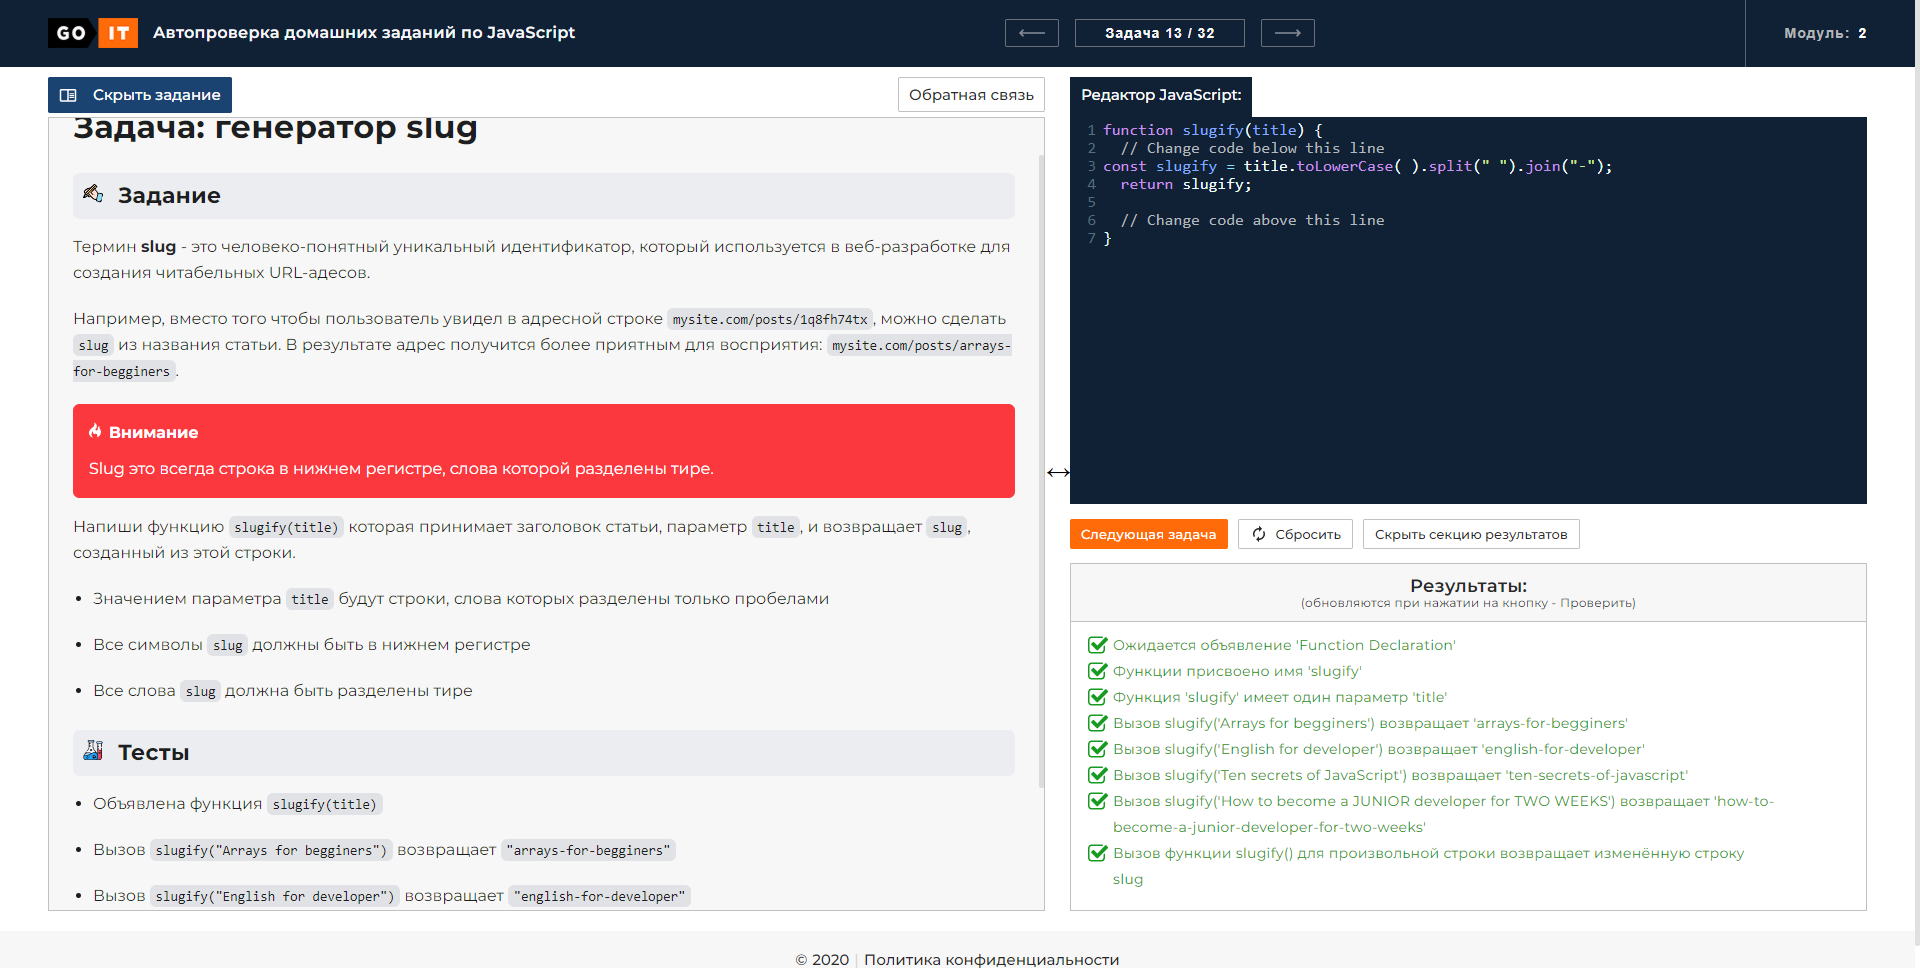 GO IT Автопроверка домашних заданий по JavaScript
Задача 13 / 32
Модуль: 2
Скрыть задание
Обратная связь
Задача: генератор slug
Задание
Термин slug - это человеко-понятный уникальный идентификатор, который используется в веб-разработке для
создания читабельных URL-адесов.
Например, вместо того чтобы пользователь увидел в адресной строке mysite.com/posts/1q8fh74tx, можно сделать
slug из названия статьи. В результате адрес получится более приятным для восприятия: mysite.com/posts/arrays-
for-begginers.
Внимание
Slug это всегда строка в нижнем регистре, слова которой разделены тире.
Напиши функцию slugify(title) которая принимает заголовок статьи, параметр title, и возвращает slug,
созданный из этой строки.
• Значением параметра title будут строки, слова которых разделены только пробелами
• Все символы slug должны быть в нижнем регистре
• Все слова slug должна быть разделены тире
Тесты
• Объявлена функция slugify(title)
• Вызов slugify("Arrays for begginers") возвращает "arrays-for-begginers"
• Вызов slugify("English for developer") возвращает "english-for-developer"
Редактор JavaScript:
1 function slugify(title) {
2   // Change code below this line
3 const slugify = title.toLowerCase( ).split(" ").join("-");
4   return slugify;
5
6   // Change code above this line
7 }
Следующая задача
Сбросить
Скрыть секцию результатов
Результаты:
(обновляются при нажатии на кнопку - Проверить)
Ожидается объявление 'Function Declaration'
Функции присвоено имя 'slugify'
Функция 'slugify' имеет один параметр 'title'
Вызов slugify('Arrays for begginers') возвращает 'arrays-for-begginers'
Вызов slugify('English for developer') возвращает 'english-for-developer'
Вызов slugify('Ten secrets of JavaScript') возвращает 'ten-secrets-of-javascript'
Вызов slugify('How to become a JUNIOR developer for TWO WEEKS') возвращает 'how-to-
become-a-junior-developer-for-two-weeks'
Вызов функции slugify() для произвольной строки возвращает изменённую строку
slug
© 2020 | Политика конфиденциальности